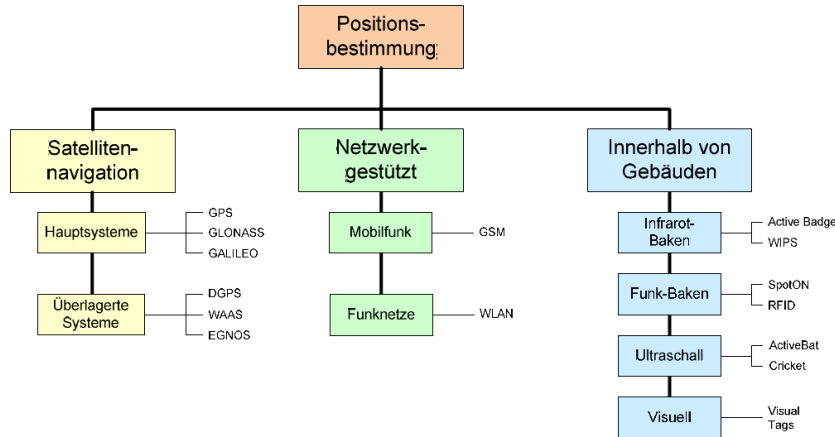 Positions-
bestimmung
Satelliten-
navigation
Hauptsysteme
GPS
GLONASS
GALILEO
Überlagerte
Systeme
DGPS
WAAS
EGNOS
Netzwerk-
gestützt
Mobilfunk
GSM
Funknetze
WLAN
Innerhalb von
Gebäuden
Infrarot-
Baken
Active Badge
WIPS
Funk-Baken
SpotON
RFID
Ultraschall
ActiveBat
Cricket
Visuell
Visual
Tags